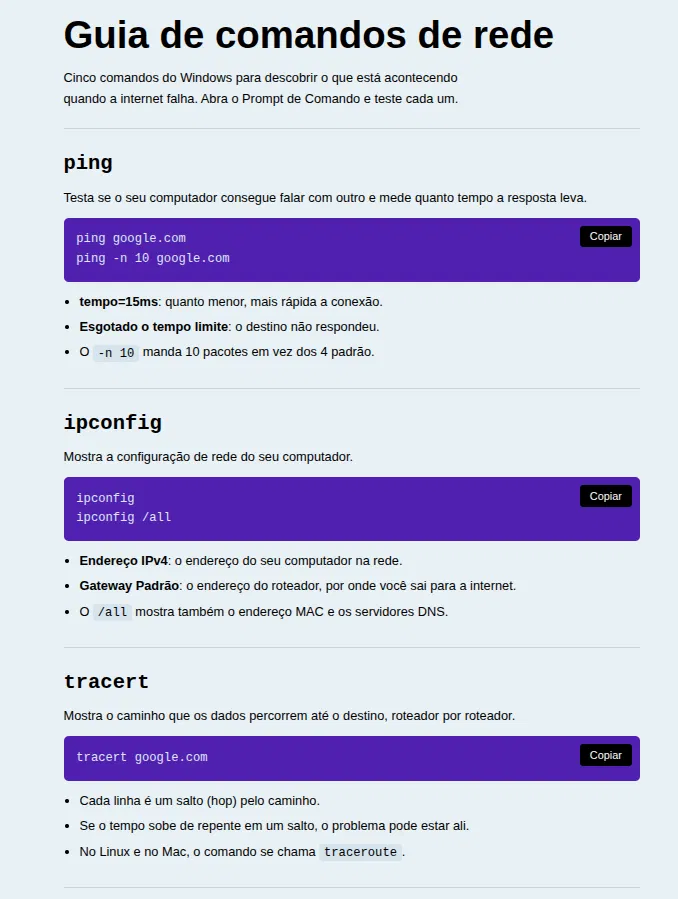 Guia de comandos de rede
Cinco comandos do Windows para descobrir o que está acontecendo
quando a internet falha. Abra o Prompt de Comando e teste cada um.
ping
Testa se o seu computador consegue falar com outro e mede quanto tempo a resposta leva.
Copiar
ping google.com
ping -n 10 google.com
tempo=15ms: quanto menor, mais rápida a conexão.
Esgotado o tempo limite: o destino não respondeu.
O -n 10 manda 10 pacotes em vez dos 4 padrão.
ipconfig
Mostra a configuração de rede do seu computador.
Copiar
ipconfig
ipconfig /all
Endereço IPv4: o endereço do seu computador na rede.
Gateway Padrão: o endereço do roteador, por onde você sai para a internet.
O /all mostra também o endereço MAC e os servidores DNS.
tracert
Mostra o caminho que os dados percorrem até o destino, roteador por roteador.
Copiar
tracert google.com
Cada linha é um salto (hop) pelo caminho.
Se o tempo sobe de repente em um salto, o problema pode estar ali.
No Linux e no Mac, o comando se chama traceroute.